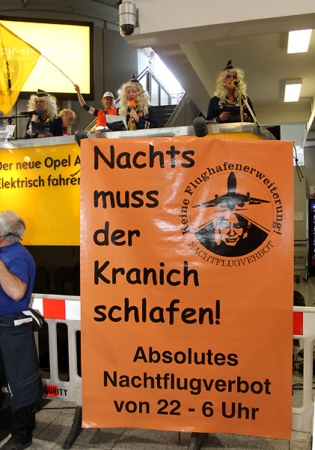 Der neue Opel A
Elektrisch fahren
Nachts
muss
der
Kranich
schlafen!
Keine Flughafenerweiterung!
NACHTFLUGVERBOT
Absolutes
Nachtflugverbot
von 22 - 6 Uhr